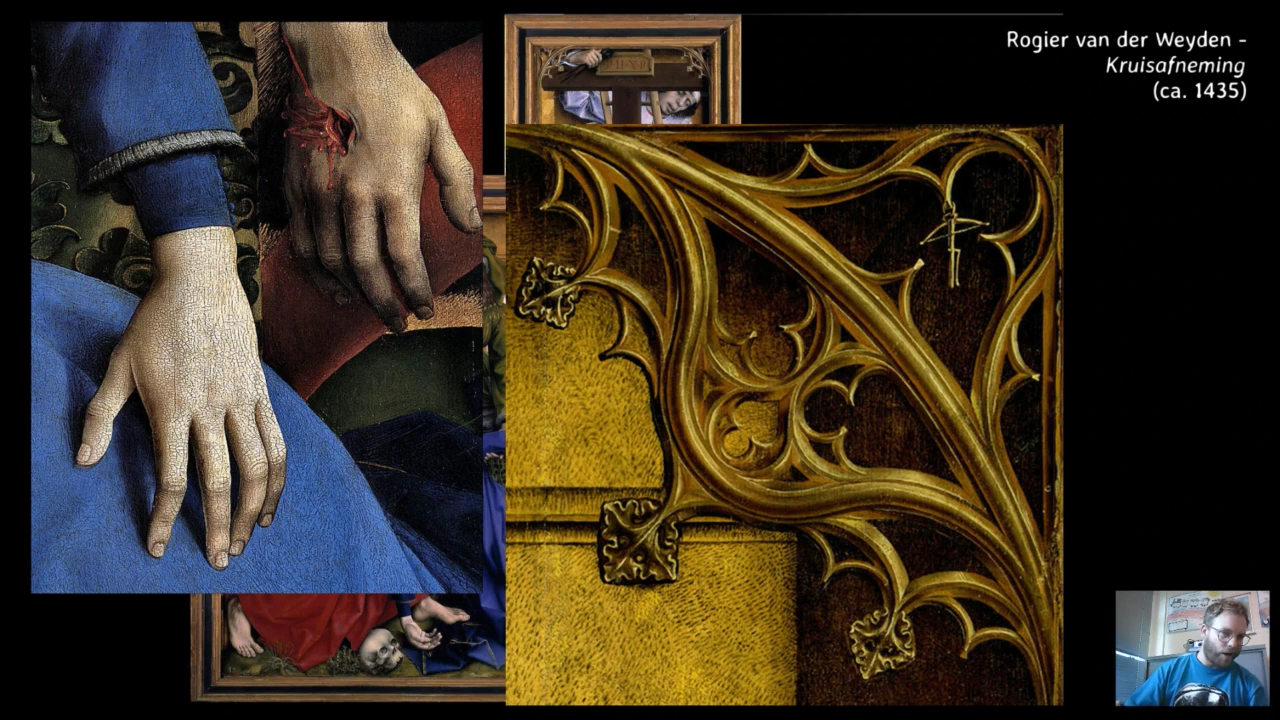 Rogier van der Weyden -
Kruisafneming
(ca. 1435)